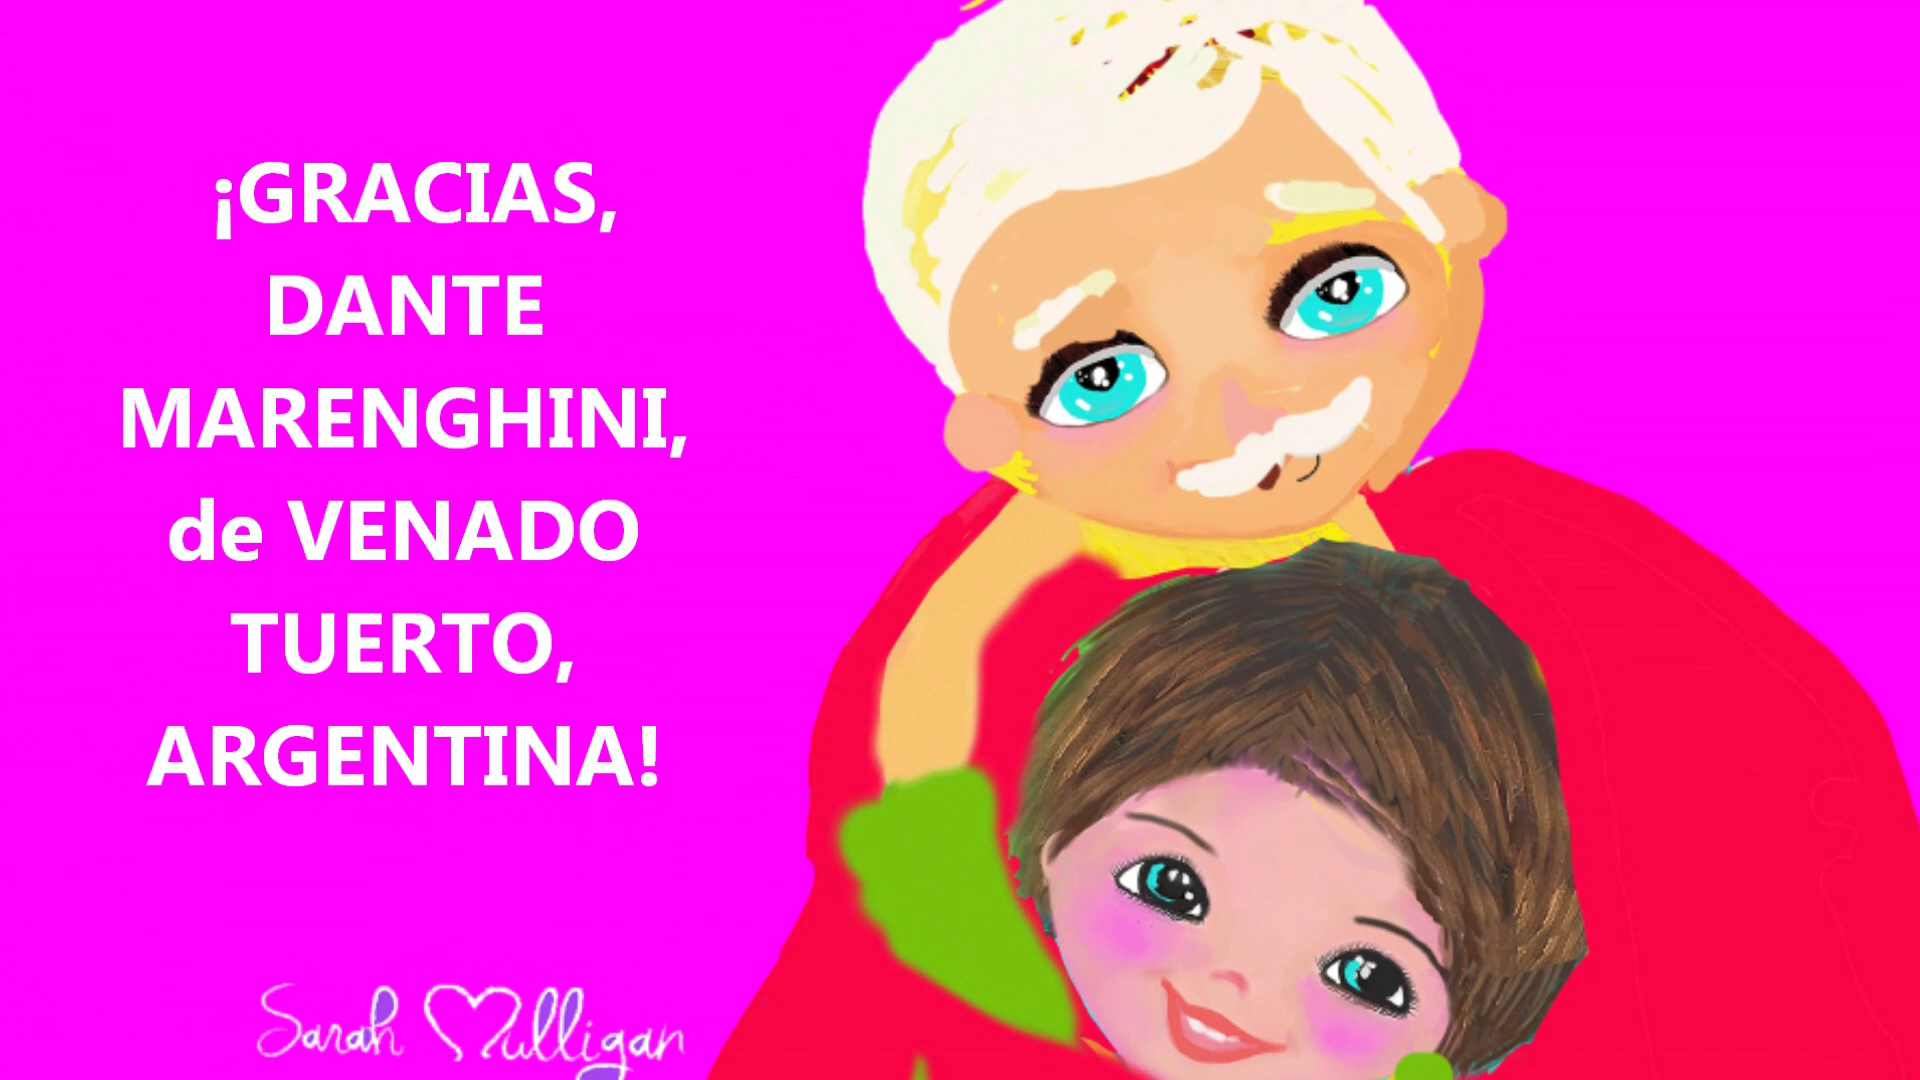 ¡GRACIAS,
DANTE
MARENGHINI,
de VENADO
TUERTO,
ARGENTINA!
Sarah Mulligan